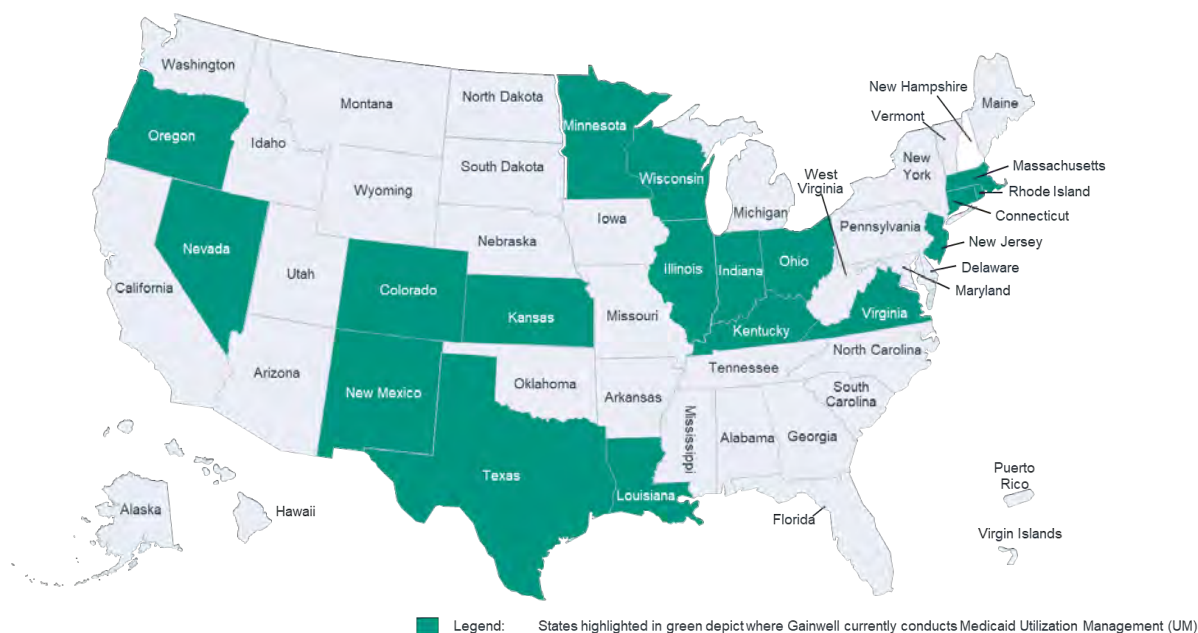 Washington
Montana
North Dakota
Minnesota
New Hampshire
Maine
Vermont
Oregon
Idaho
South Dakota
Wisconsin
Michigan
New
York
Massachusetts
Rhode Island
Connecticut
Wyoming
Iowa
West
Virginia
Pennsylvania
New Jersey
Nevada
Utah
Nebraska
Illinois
Indiana
Ohio
Delaware
Maryland
California
Colorado
Kansas
Missouri
Kentucky
Virginia
Arizona
New Mexico
Oklahoma
Arkansas
Tennessee
North Carolina
South
Carolina
Mississippi
Alabama
Georgia
Texas
Louisiana
Florida
Alaska
Hawaii
Puerto
Rico
Virgin Islands
Legend: States highlighted in green depict where Gainwell currently conducts Medicaid Utilization Management (UM)